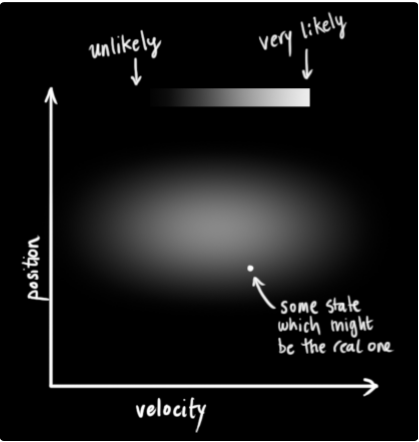 unlikely
very likely
position
some state
which might
be the real one
velocity